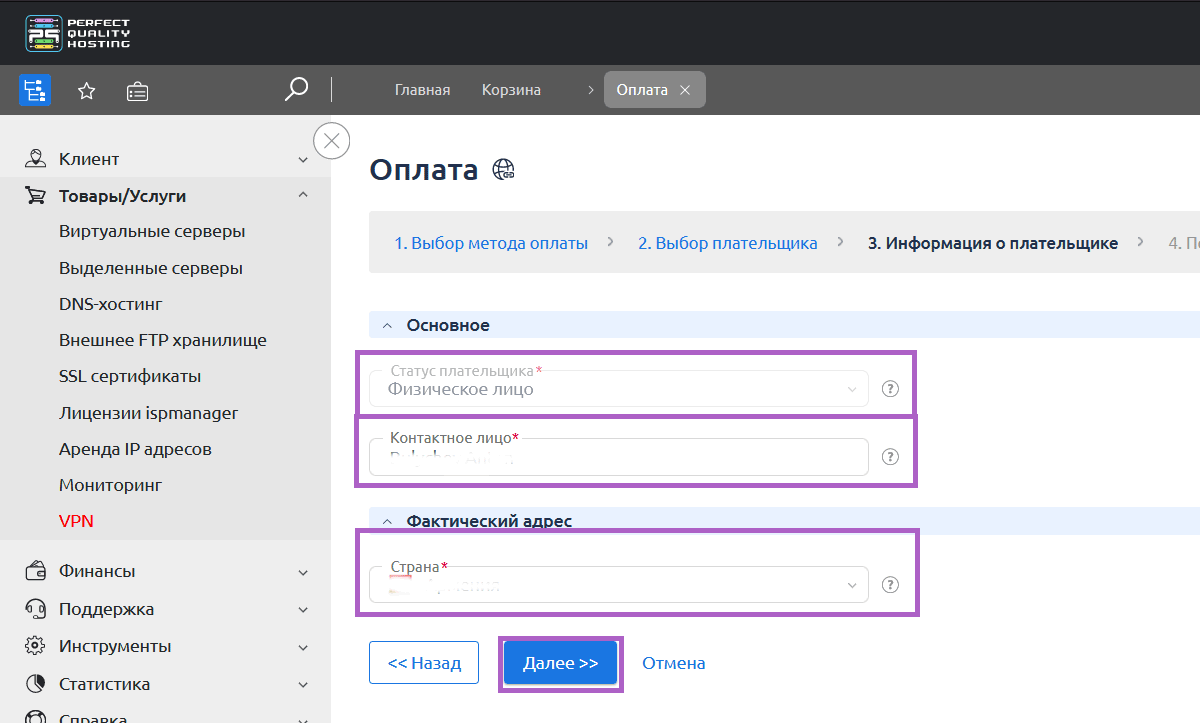 PERFECT
QUALITY
HOSTING
Главная Корзина Оплата
Клиент
Товары/Услуги
Виртуальные серверы
Выделенные серверы
DNS-хостинг
Внешнее FTP хранилище
SSL сертификаты
Лицензии ispmanager
Аренда IP адресов
Мониторинг
VPN
Финансы
Поддержка
Инструменты
Статистика
Справка
Оплата
1. Выбор метода оплаты 2. Выбор плательщика 3. Информация о плательщике 4.
Основное
Статус плательщика*
Физическое лицо
Контактное лицо*
Фактический адрес
Страна*
<< Назад Далее >> Отмена